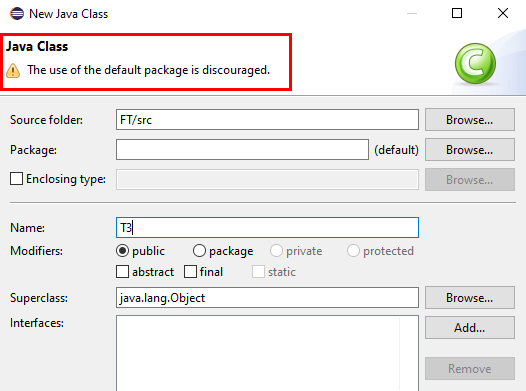 New Java Class
Java Class
The use of the default package is discouraged.
C
Source folder: FT/src Browse...
Package: (default) Browse...
Enclosing type: Browse...
Name: T3
Modifiers: public package private protected
abstract final static
Superclass: java.lang.Object Browse...
Interfaces: Add...
Remove